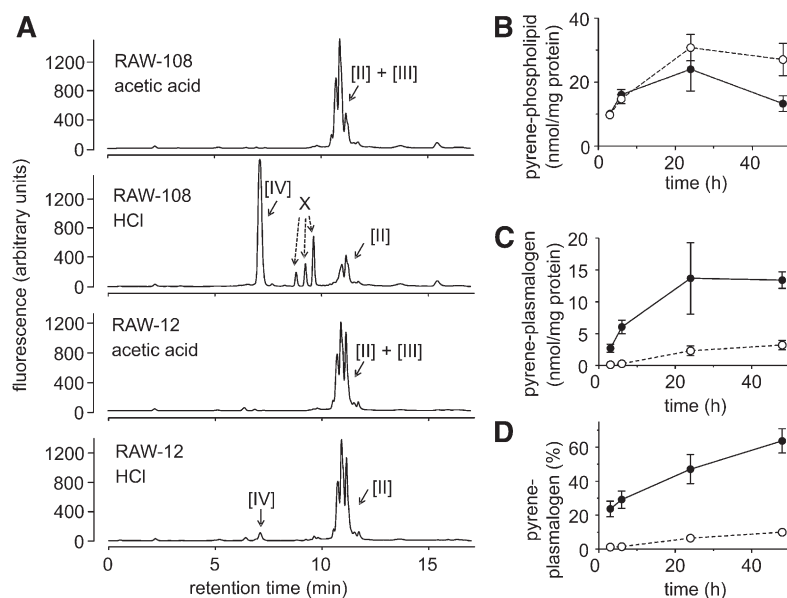 A
1200
800
400
0
RAW-108
acetic acid
[II] + [III]
1200
800
400
0
RAW-108
HCl
[IV]
X
[II]
1200
800
400
0
RAW-12
acetic acid
[II] + [III]
1200
800
400
0
RAW-12
HCl
[IV]
[II]
0 5 10 15
retention time (min)
fluorescence (arbitrary units)
B
pyrene-phospholipid
(nmol/mg protein)
40
20
0
0 20 40
time (h)
C
pyrene-plasmalogen
(nmol/mg protein)
20
15
10
5
0
0 20 40
time (h)
D
pyrene-
plasmalogen (%)
60
40
20
0
0 20 40
time (h)